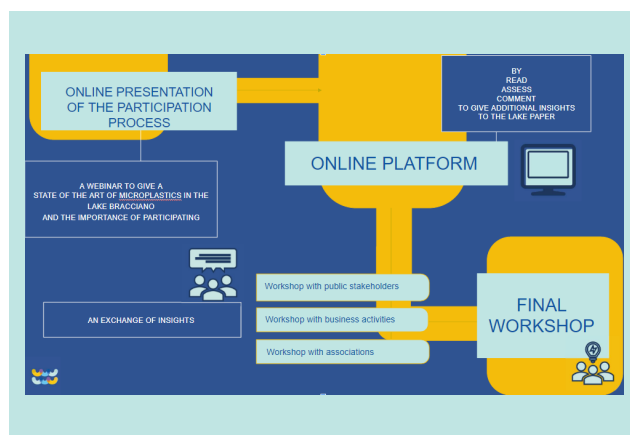 ONLINE PRESENTATION
OF THE PARTICIPATION
PROCESS
BY
READ
ASSESS
COMMENT
TO GIVE ADDITIONAL INSIGHTS
TO THE LAKE PAPER
ONLINE PLATFORM
A WEBINAR TO GIVE A
STATE OF THE ART OF MICROPLASTICS IN THE
LAKE BRACCIANO
AND THE IMPORTANCE OF PARTICIPATING
Workshop with public stakeholders
AN EXCHANGE OF INSIGHTS
Workshop with business activities
Workshop with associations
FINAL
WORKSHOP